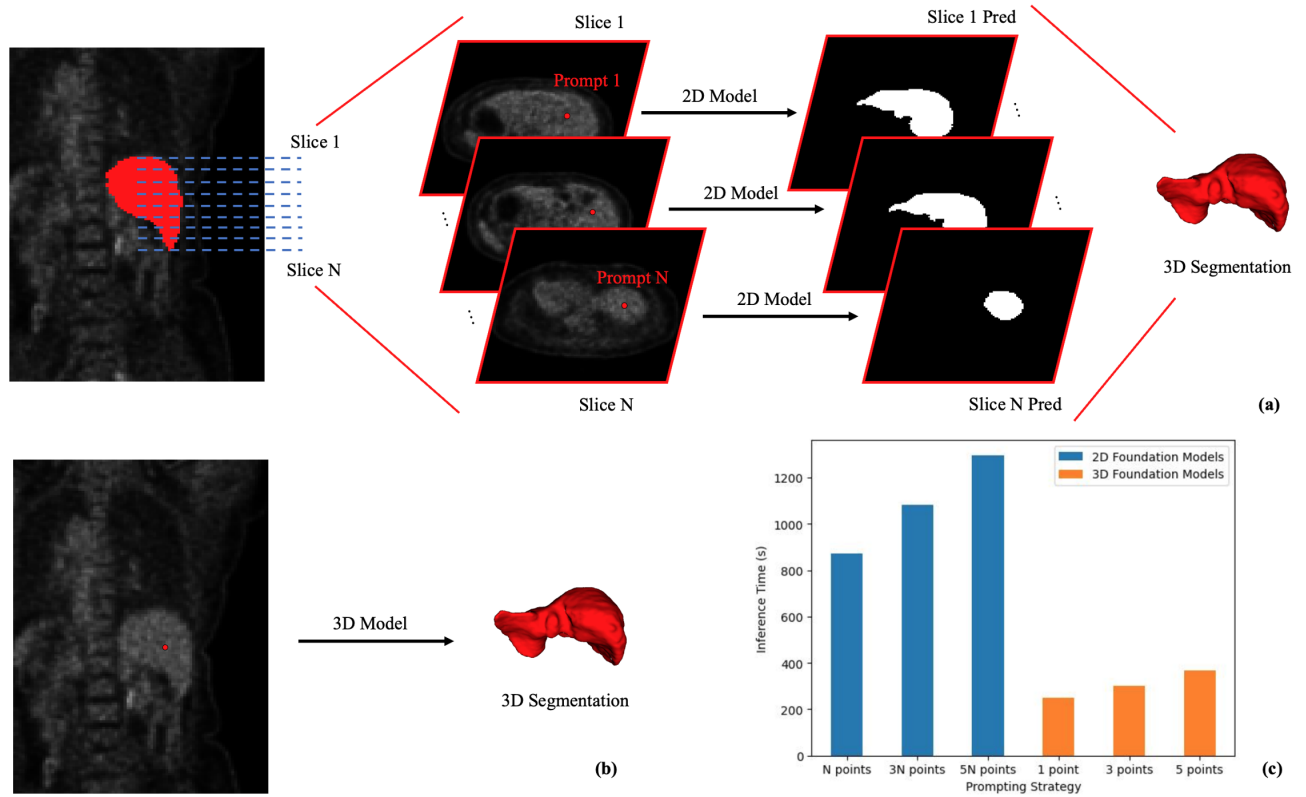 Slice 1
Slice 1 Pred
Prompt 1
2D Model
Slice 1
2D Model
Prompt N
Slice N
3D Segmentation
2D Model
Slice N
Slice N Pred
(a)
3D Model
3D Segmentation
(b)
2D Foundation Models
3D Foundation Models
1200
1000
800
600
400
200
0
Inference Time (s)
N points
3N points
5N points
1 point
3 points
5 points
Prompting Strategy
(c)